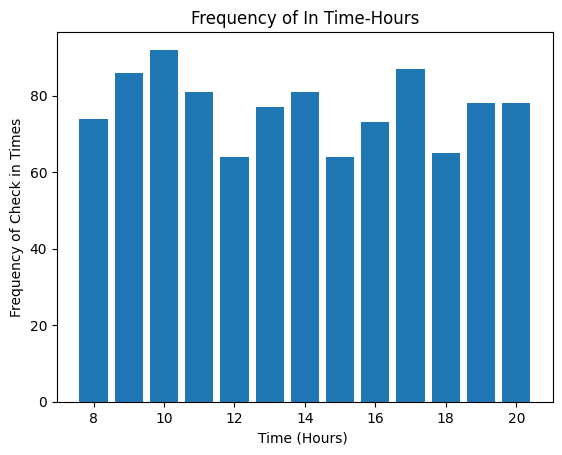 Frequency of In Time-Hours
Frequency of Check in Times
80
60
40
20
0
8 10 12 14 16 18 20
Time (Hours)